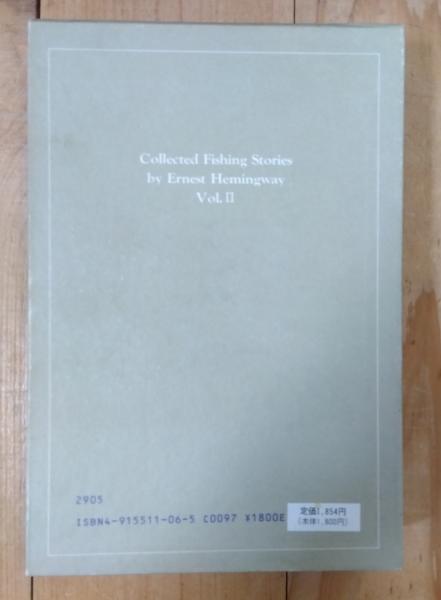 Collected Fishing Stories
by Ernest Hemingway
Vol. II
2905
ISBN4-915511-06-5 C0097 ¥1800E
定価1,854円
(本体1,800円)